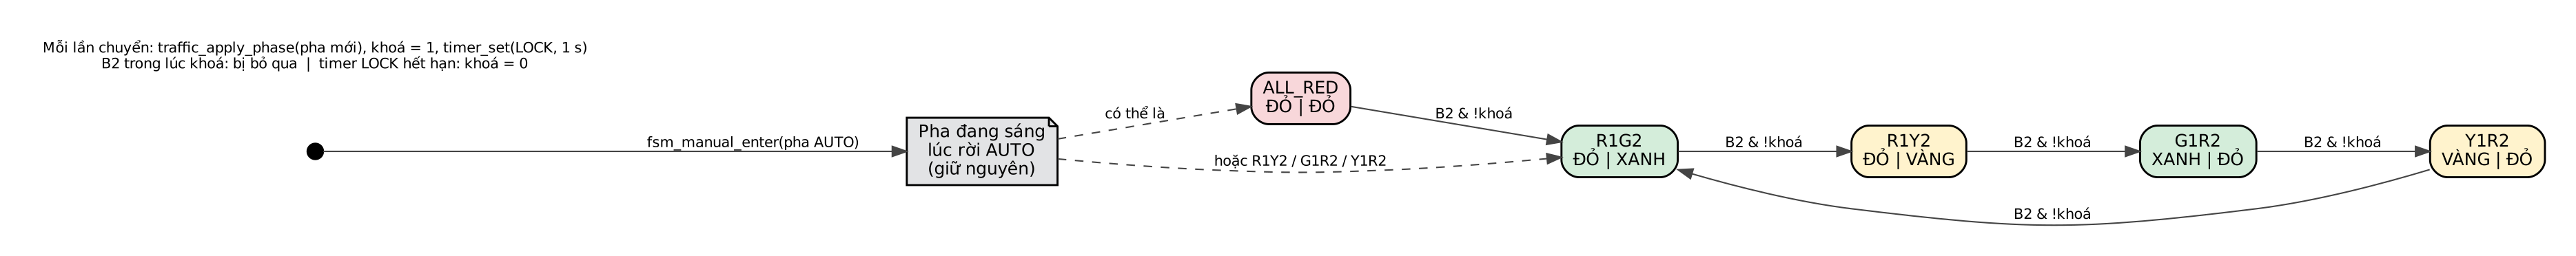 Mỗi lần chuyển: traffic_apply_phase(pha mới), khoá = 1, timer_set(LOCK, 1 s)
B2 trong lúc khoá: bị bỏ qua | timer LOCK hết hạn: khoá = 0
fsm_manual_enter(pha AUTO)
Pha đang sáng
lúc rời AUTO
(giữ nguyên)
có thể là
hoặc R1Y2 / G1R2 / Y1R2
ALL_RED
ĐỎ | ĐỎ
B2 & !khoá
R1G2
ĐỎ | XANH
B2 & !khoá
R1Y2
ĐỎ | VÀNG
B2 & !khoá
G1R2
XANH | ĐỎ
B2 & !khoá
Y1R2
VÀNG | ĐỎ
B2 & !khoá